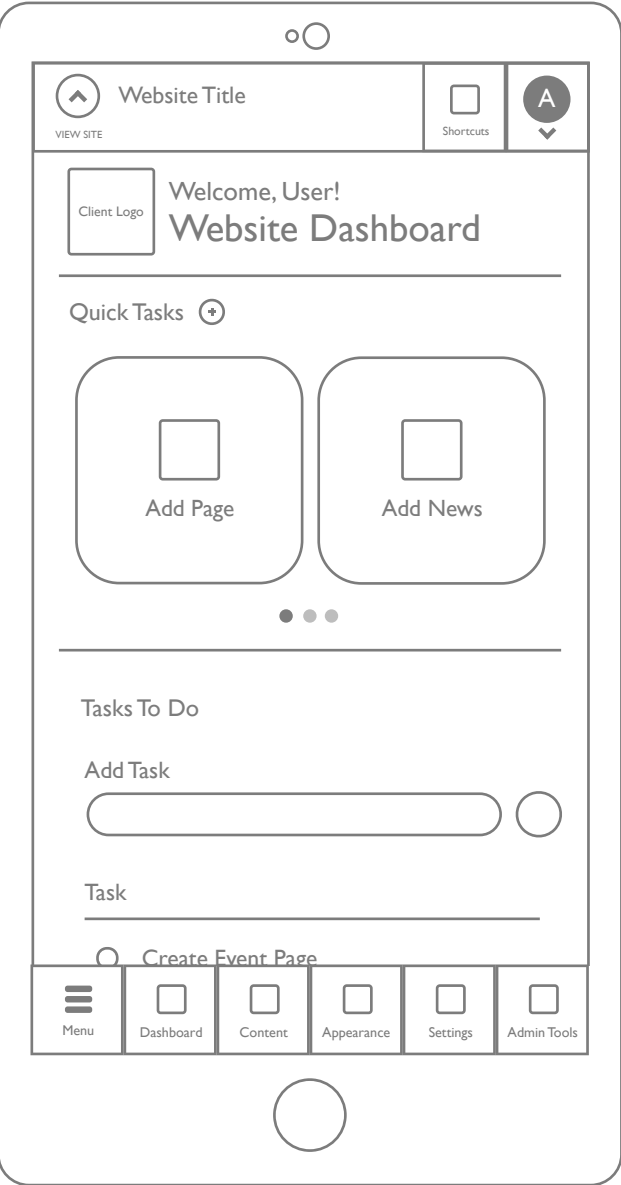 Website Title
VIEW SITE
Shortcuts
A
Client Logo
Welcome, User!
Website Dashboard
Quick Tasks
Add Page
Add News
Tasks To Do
Add Task
Task
Create Event Page
Menu
Dashboard
Content
Appearance
Settings
Admin Tools